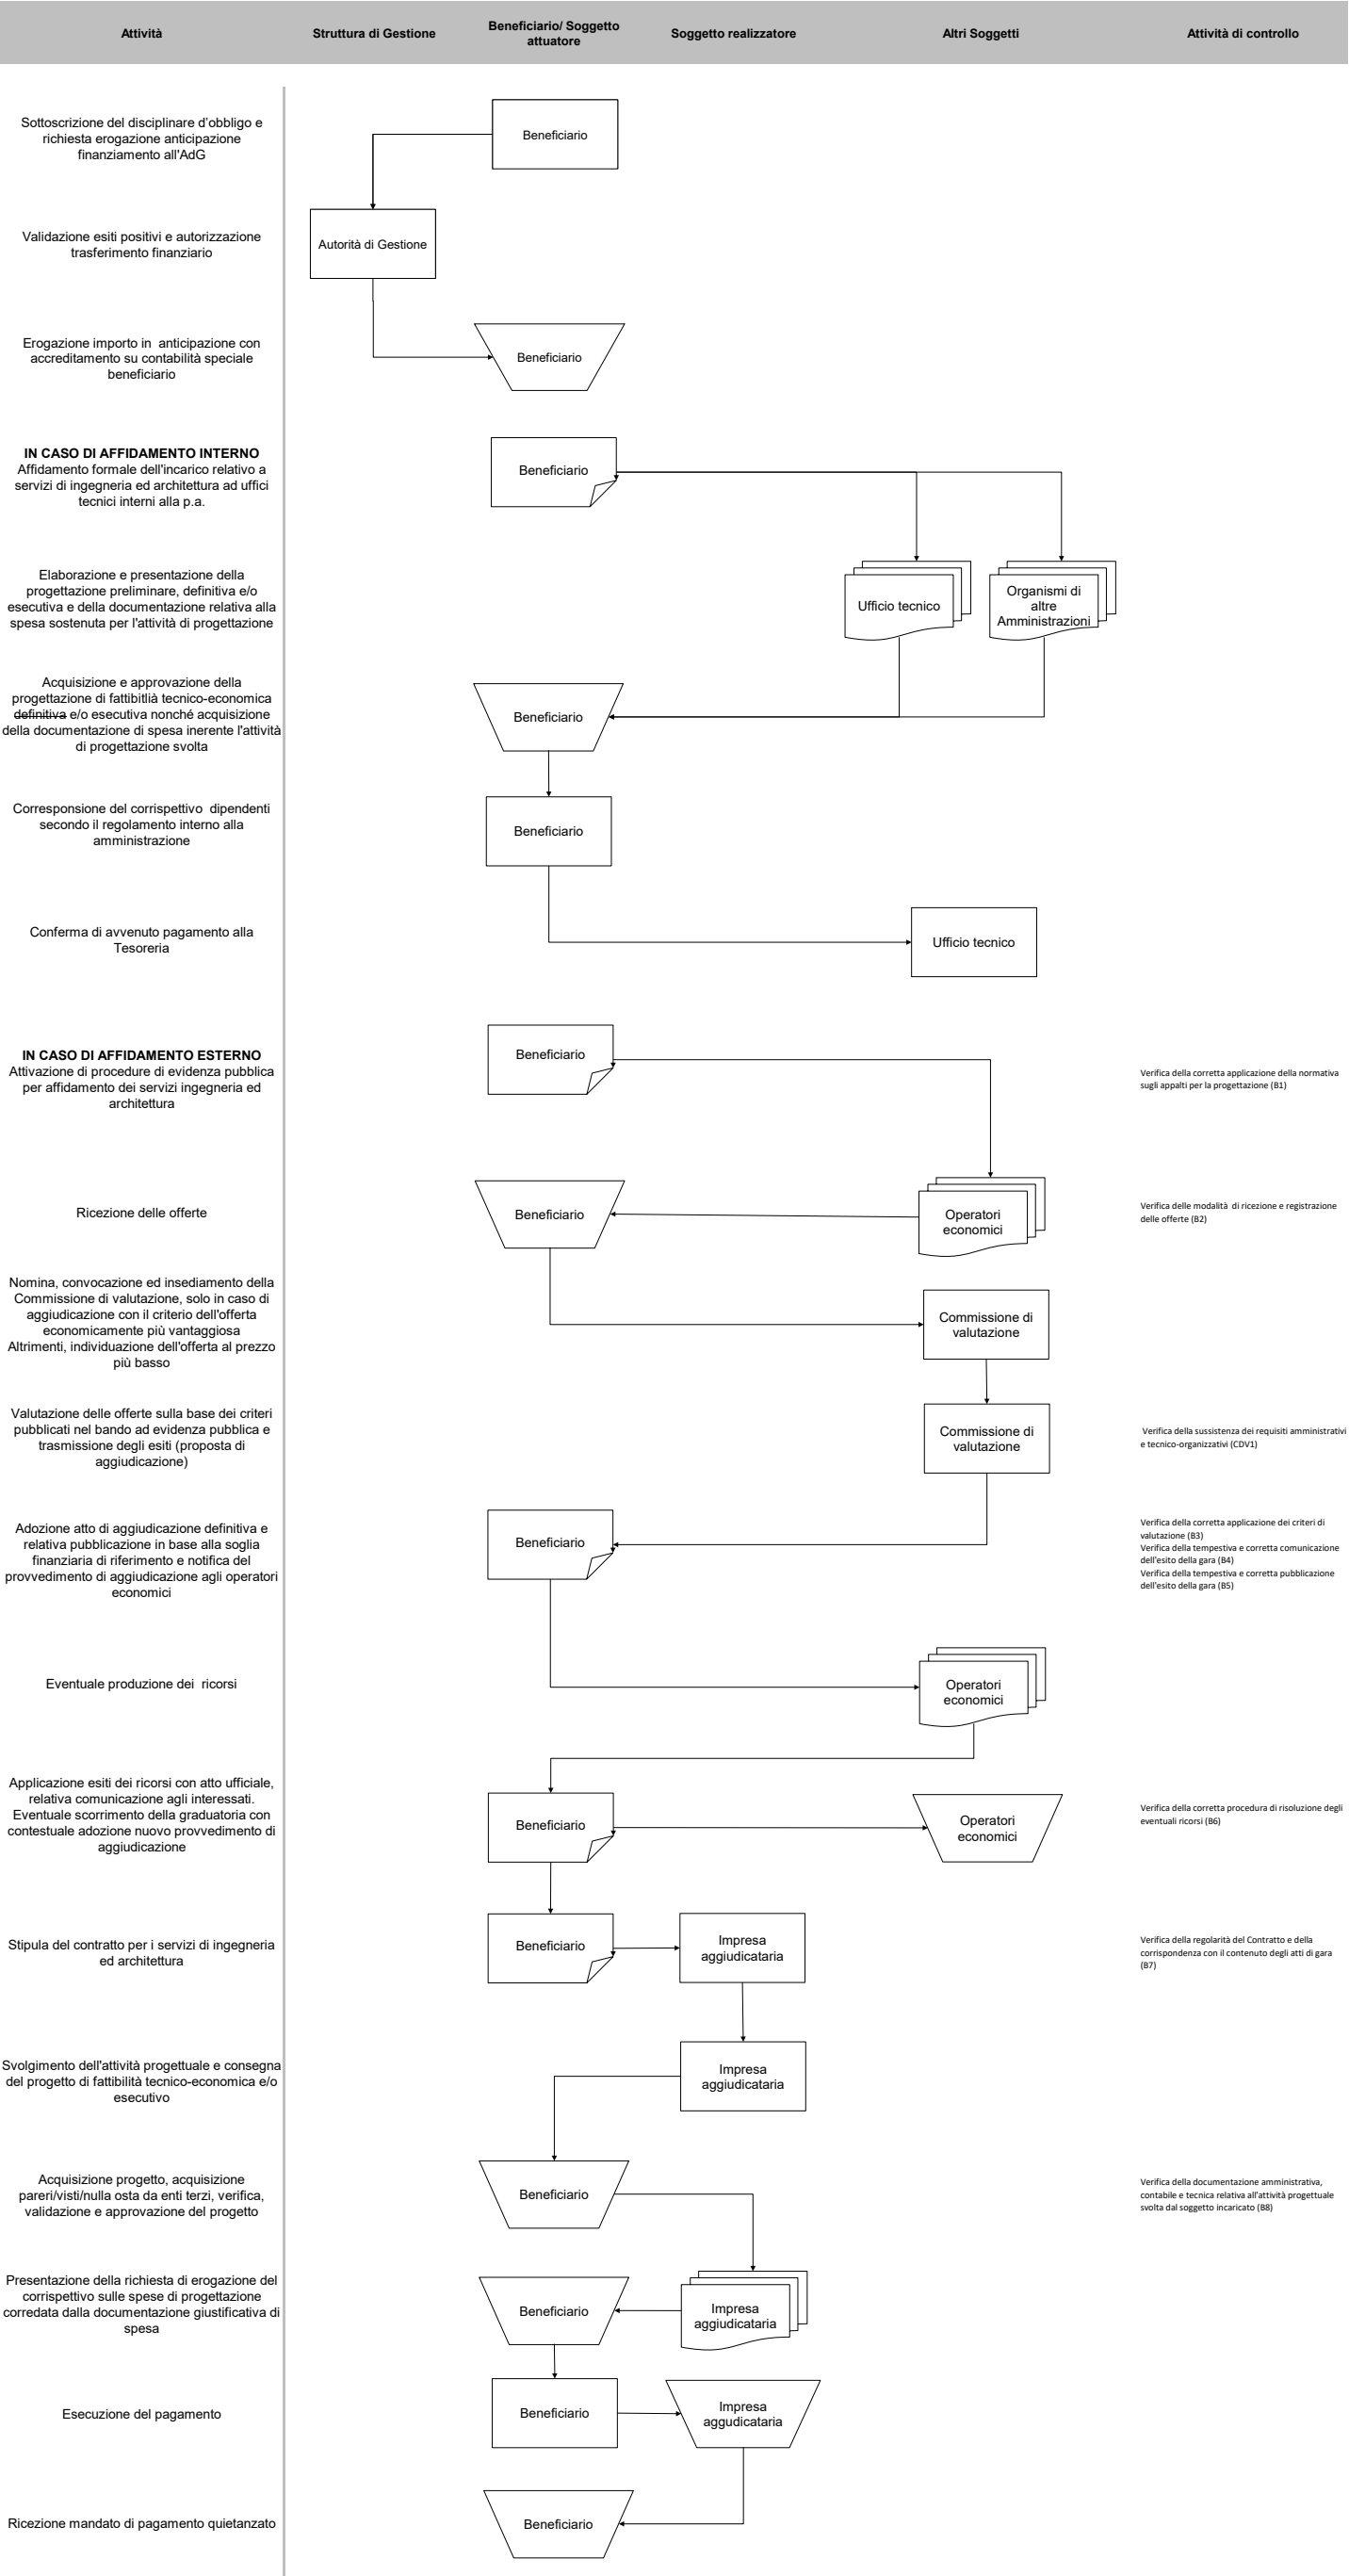 Attività
Struttura di Gestione
Beneficiario/ Soggetto
attuatore
Soggetto realizzatore
Altri Soggetti
Attività di controllo
Sottoscrizione del disciplinare d'obbligo e
richiesta erogazione anticipazione
finanziamento all'AdG
Beneficiario
Validazione esiti positivi e autorizzazione
trasferimento finanziario
Autorità di Gestione
Erogazione importo in anticipazione con
accreditamento su contabilità speciale
beneficiario
Beneficiario
IN CASO DI AFFIDAMENTO INTERNO
Affidamento formale dell'incarico relativo a
servizi di ingegneria ed architettura ad uffici
tecnici interni alla p.a.
Beneficiario
Elaborazione e presentazione della
progettazione preliminare, definitiva e/o
esecutiva e della documentazione relativa alla
spesa sostenuta per l'attività di progettazione
Ufficio tecnico
Organismi di
altre
Amministrazioni
Acquisizione e approvazione della
progettazione di fattibitlià tecnico-economica
definitiva e/o esecutiva nonché acquisizione
della documentazione di spesa inerente l'attività
di progettazione svolta
Beneficiario
Corresponsione del corrispettivo dipendenti
secondo il regolamento interno alla
amministrazione
Beneficiario
Conferma di avvenuto pagamento alla
Tesoreria
Ufficio tecnico
IN CASO DI AFFIDAMENTO ESTERNO
Attivazione di procedure di evidenza pubblica
per affidamento dei servizi ingegneria ed
architettura
Beneficiario
Verifica della corretta applicazione della normativa
sugli appalti per la progettazione (B1)
Ricezione delle offerte
Beneficiario
Operatori
economici
Verifica delle modalità di ricezione e registrazione
delle offerte (B2)
Nomina, convocazione ed insediamento della
Commissione di valutazione, solo in caso di
aggiudicazione con il criterio dell'offerta
economicamente più vantaggiosa
Altrimenti, individuazione dell'offerta al prezzo
più basso
Commissione di
valutazione
Valutazione delle offerte sulla base dei criteri
pubblicati nel bando ad evidenza pubblica e
trasmissione degli esiti (proposta di
aggiudicazione)
Commissione di
valutazione
Verifica della sussistenza dei requisiti amministrativi
e tecnico-organizzativi (CDV1)
Adozione atto di aggiudicazione definitiva e
relativa pubblicazione in base alla soglia
finanziaria di riferimento e notifica del
provvedimento di aggiudicazione agli operatori
economici
Beneficiario
Verifica della corretta applicazione dei criteri di
valutazione (B3)
Verifica della tempestiva e corretta comunicazione
dell'esito della gara (B4)
Verifica della tempestiva e corretta pubblicazione
dell'esito della gara (B5)
Eventuale produzione dei ricorsi
Operatori
economici
Applicazione esiti dei ricorsi con atto ufficiale,
relativa comunicazione agli interessati.
Eventuale scorrimento della graduatoria con
contestuale adozione nuovo provvedimento di
aggiudicazione
Beneficiario
Operatori
economici
Verifica della corretta procedura di risoluzione degli
eventuali ricorsi (B6)
Stipula del contratto per i servizi di ingegneria
ed architettura
Beneficiario
Impresa
aggiudicataria
Verifica della regolarità del Contratto e della
corrispondenza con il contenuto degli atti di gara
(B7)
Svolgimento dell'attività progettuale e consegna
del progetto di fattibilità tecnico-economica e/o
esecutivo
Impresa
aggiudicataria
Acquisizione progetto, acquisizione
pareri/visti/nulla osta da enti terzi, verifica,
validazione e approvazione del progetto
Beneficiario
Verifica della documentazione amministrativa,
contabile e tecnica relativa all'attività progettuale
svolta dal soggetto incaricato (B8)
Presentazione della richiesta di erogazione del
corrispettivo sulle spese di progettazione
corredata dalla documentazione giustificativa di
spesa
Beneficiario
Impresa
aggiudicataria
Esecuzione del pagamento
Beneficiario
Impresa
aggudicataria
Ricezione mandato di pagamento quietanzato
Beneficiario